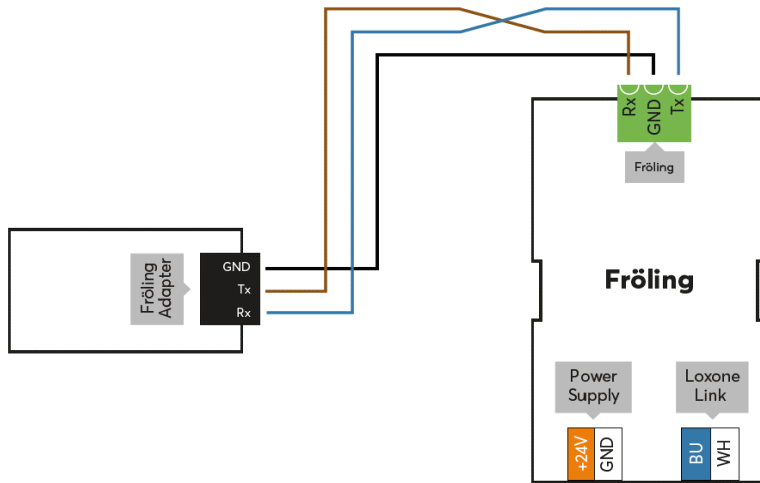 Rx
GND
Tx
Fröling
Fröling
Adapter
GND
Tx
Rx
Fröling
Power
Supply
Loxone
Link
+24V
GND
BU
WH